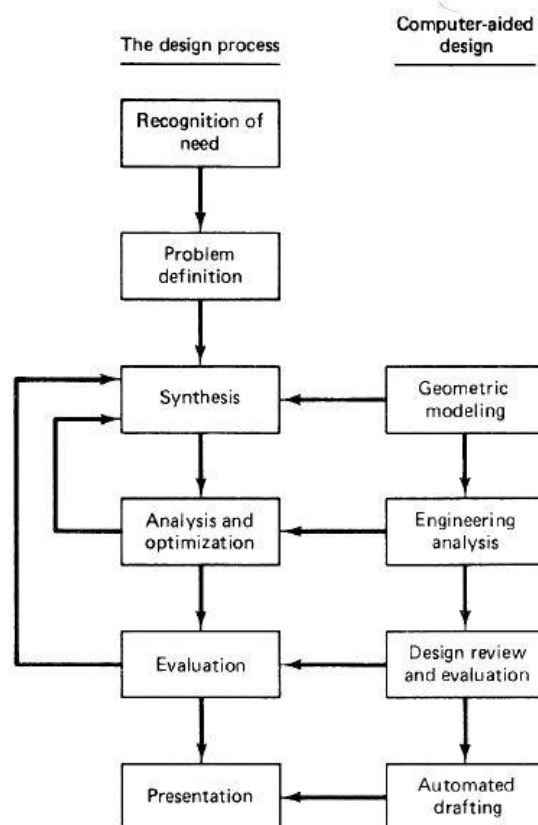 The design process
Computer-aided
design
Recognition of
need
Problem
definition
Synthesis
Geometric
modeling
Analysis and
optimization
Engineering
analysis
Evaluation
Design review
and evaluation
Presentation
Automated
drafting